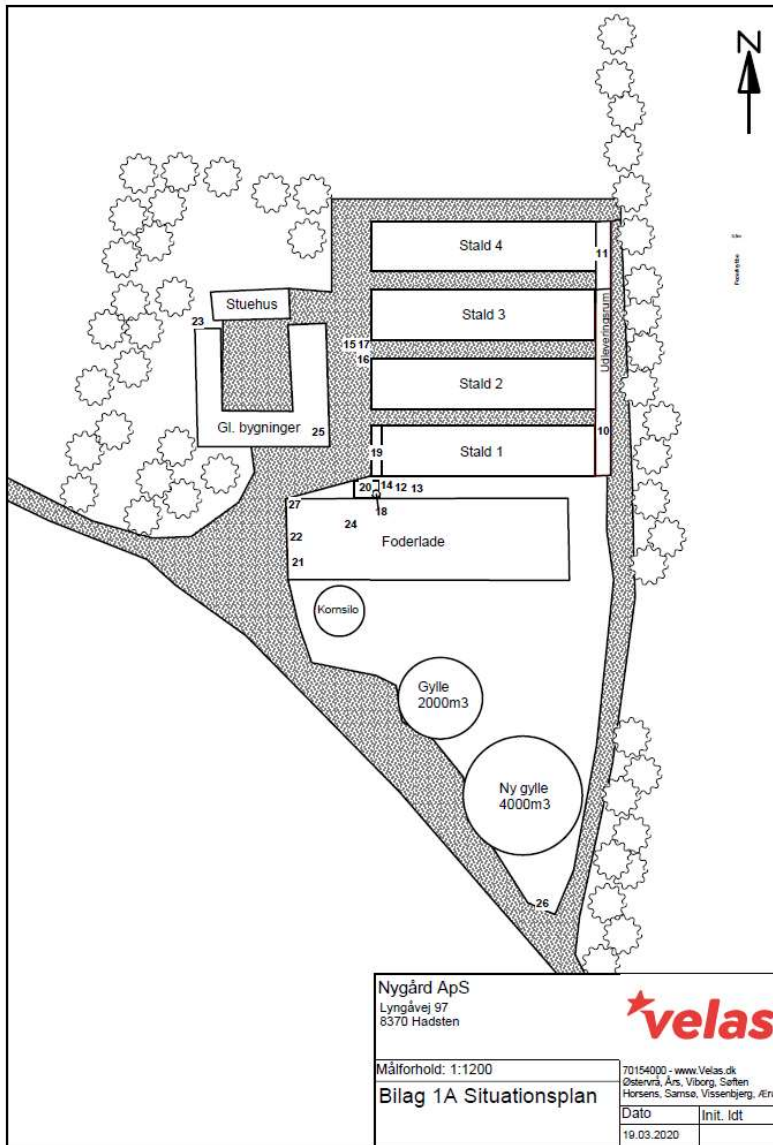 N
Stald 4
11
Stuehus
Stald 3
Udleveringsrum
23
15 17
16
Stald 2
Gl. bygninger
25
10
19
Stald 1
20
14
12
13
18
27
24
22
Foderlade
21
Kornsilo
Gylle
2000m3
Ny gylle
4000m3
26
Nygård ApS
Lyngåvej 97
8370 Hadsten
velas
Målforhold: 1:1200
70154000 - www.Velas.dk
Østervrå, Års, Viborg, Søften
Horsens, Samsø, Vissenbjerg, Æru
Bilag 1A Situationsplan
Dato
Init. Idt
19.03.2020